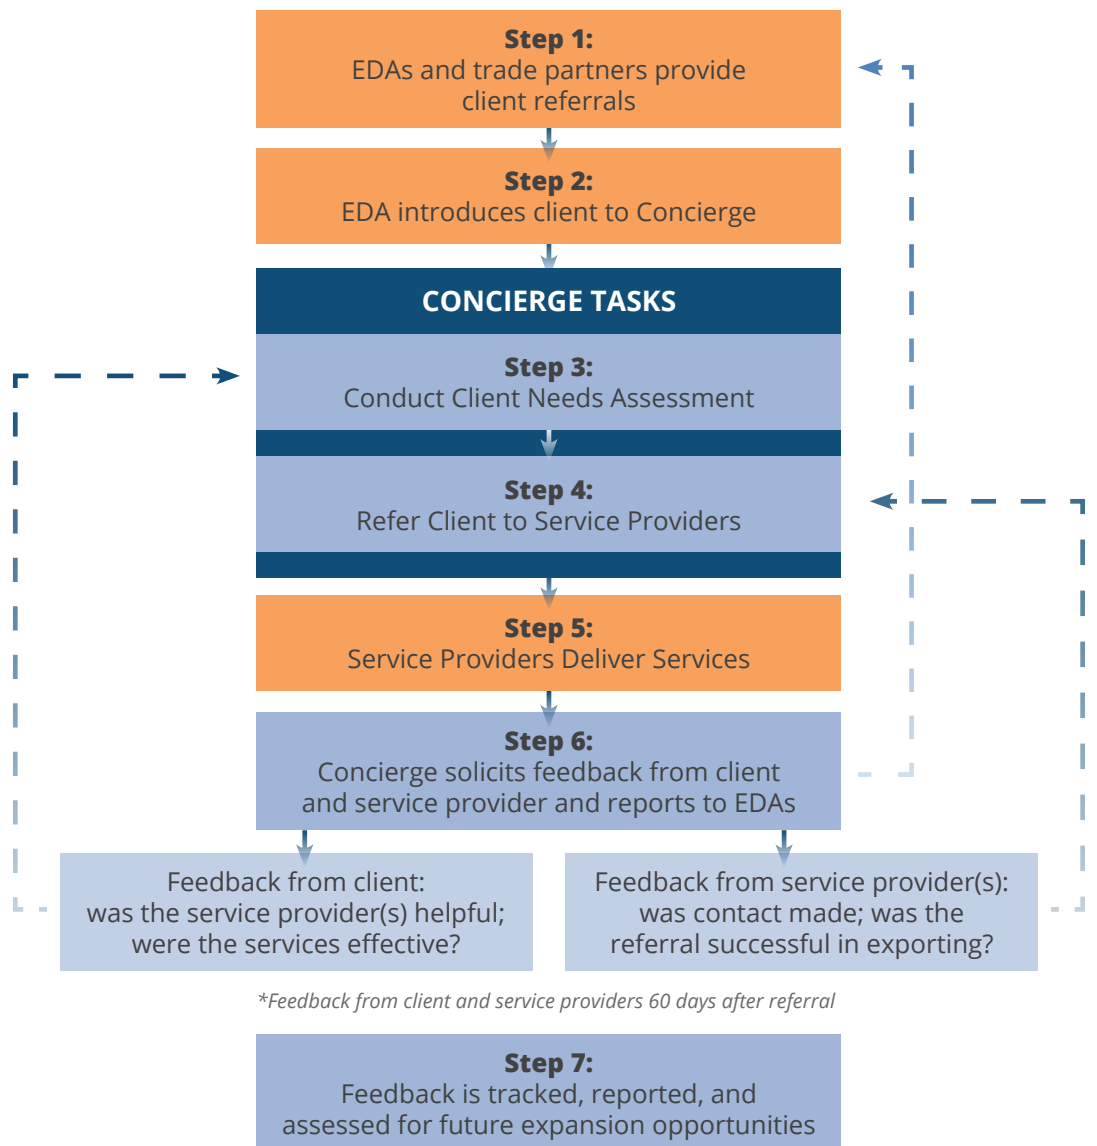 Step 1:
EDAs and trade partners provide
client referrals
Step 2:
EDA introduces client to Concierge
CONCIERGE TASKS
Step 3:
Conduct Client Needs Assessment
Step 4:
Refer Client to Service Providers
Step 5:
Service Providers Deliver Services
Step 6:
Concierge solicits feedback from client
and service provider and reports to EDAs
Feedback from client:
was the service provider(s) helpful;
were the services effective?
Feedback from service provider(s):
was contact made; was the
referral successful in exporting?
*Feedback from client and service providers 60 days after referral
Step 7:
Feedback is tracked, reported, and
assessed for future expansion opportunities